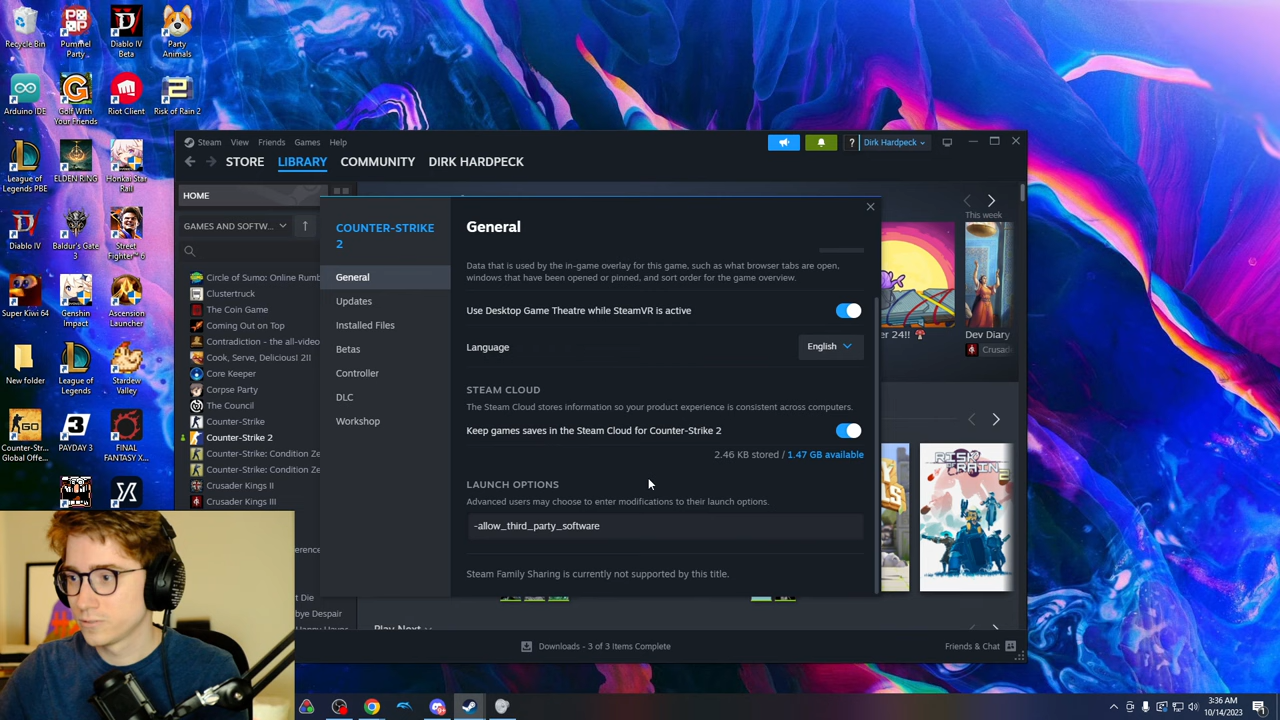 Recycle Bin
Pummel
Party...
Diablo IV
Beta
Party
Animals
Arduino IDE
Golf With
Your Friends
Riot Client
Risk of Rain 2
League of
Legends PBE
ELDEN RING
Honkai Star
Rail
Diablo IV
Baldur's Gate
3
Street
Fighter™ 6
Super Kiwi 64
Genshin
Impact
Ascension
Launcher
New folder
League of
Legends
Stardew
Valley
Counter-Str...
Global Offe...
PAYDAY 3
FINAL
FANTASY X...
Steam
View
Friends
Games
Help
Dirk Hardpeck
STORE
LIBRARY
COMMUNITY
DIRK HARDPECK
HOME
GAMES AND SOFTW...
Circle of Sumo: Online Rumb
Clustertruck
The Coin Game
Coming Out on Top
Contradiction - the all-video
Cook, Serve, Delicious! 2!!
Core Keeper
Corpse Party
The Council
Counter-Strike
Counter-Strike 2
Counter-Strike: Condition Ze
Counter-Strike: Condition Ze
Crusader Kings II
Crusader Kings III
COUNTER-STRIKE
2
General
Updates
Installed Files
Betas
Controller
DLC
Workshop
General
Data that is used by the in-game overlay for this game, such as what browser tabs are open,
windows that have been opened or pinned, and sort order for the game overview.
Use Desktop Game Theatre while SteamVR is active
Language
English
STEAM CLOUD
The Steam Cloud stores information so your product experience is consistent across computers.
Keep games saves in the Steam Cloud for Counter-Strike 2
2.46 KB stored / 1.47 GB available
LAUNCH OPTIONS
Advanced users may choose to enter modifications to their launch options.
-allow_third_party_software
Steam Family Sharing is currently not supported by this title.
This week
er 24!!
Dev Diary
Crusad
RISK OF
RAIN 2
Play Next
Downloads - 3 of 3 Items Complete
Friends & Chat
3:36 AM
10/14/2023